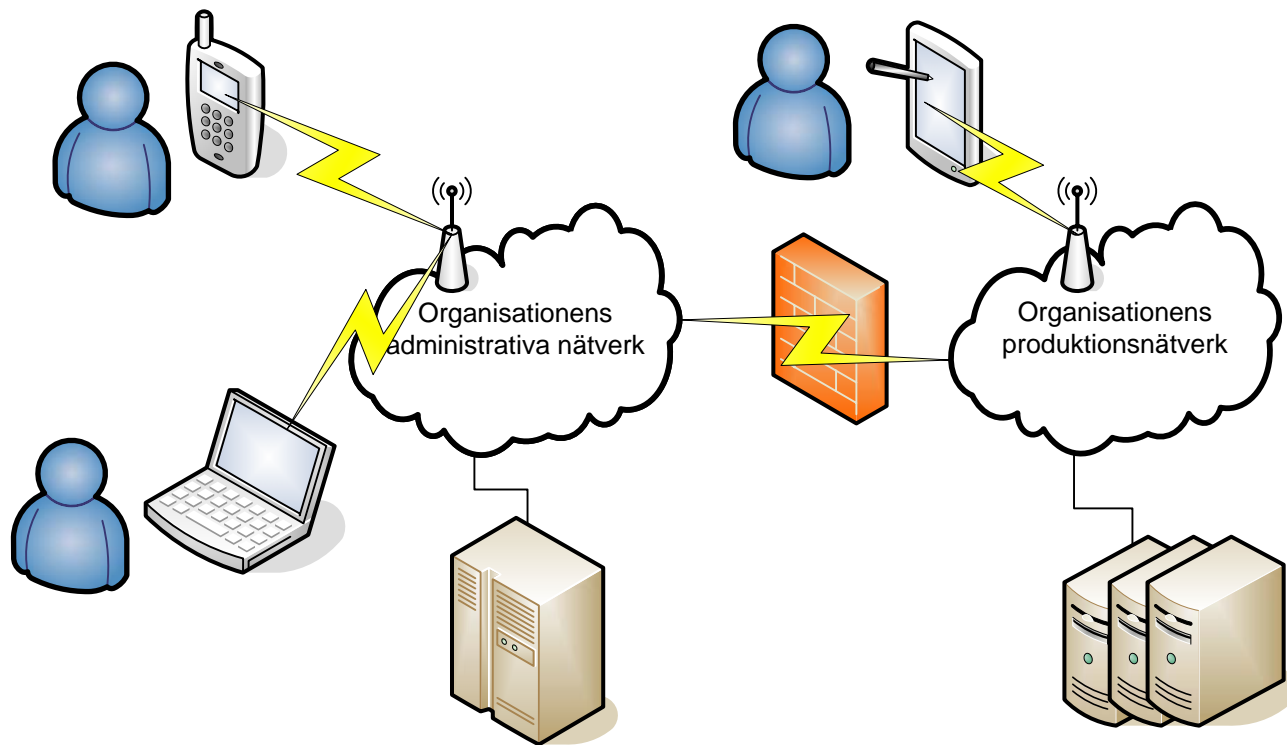 Organisationens
administrativa nätverk
Organisationens
produktionsnätverk